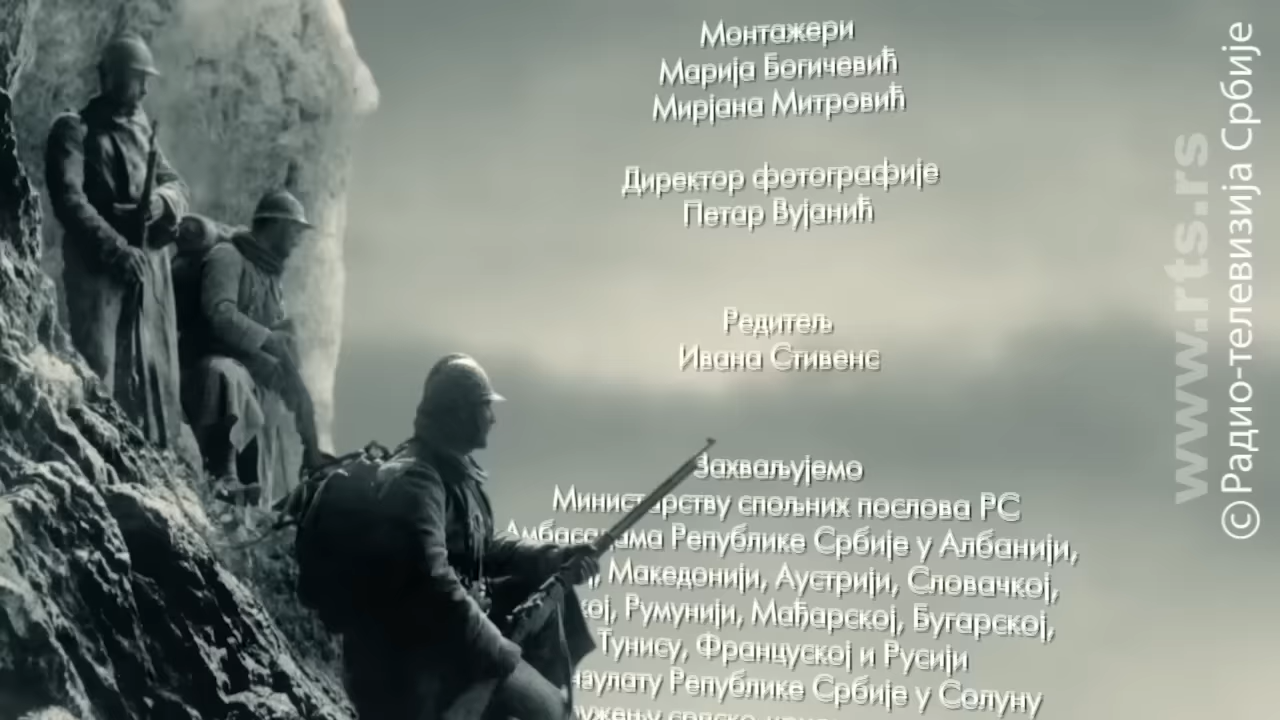 Монтажери
Марија Богичевић
Мирјана Митровић
Директор фотографије
Петар Вујанић
Редитељ
Ивана Стивенс
Захваљујемо
Министарству спољних послова РС
Амбасадама Републике Србије у Албанији,
Македонији, Аустрији, Словачкој,
Румунији, Мађарској, Бугарској,
Тунису, Француској и Русији
Републике Србије у Солуну
www.rts.rs
©Радио-телевизија Србије